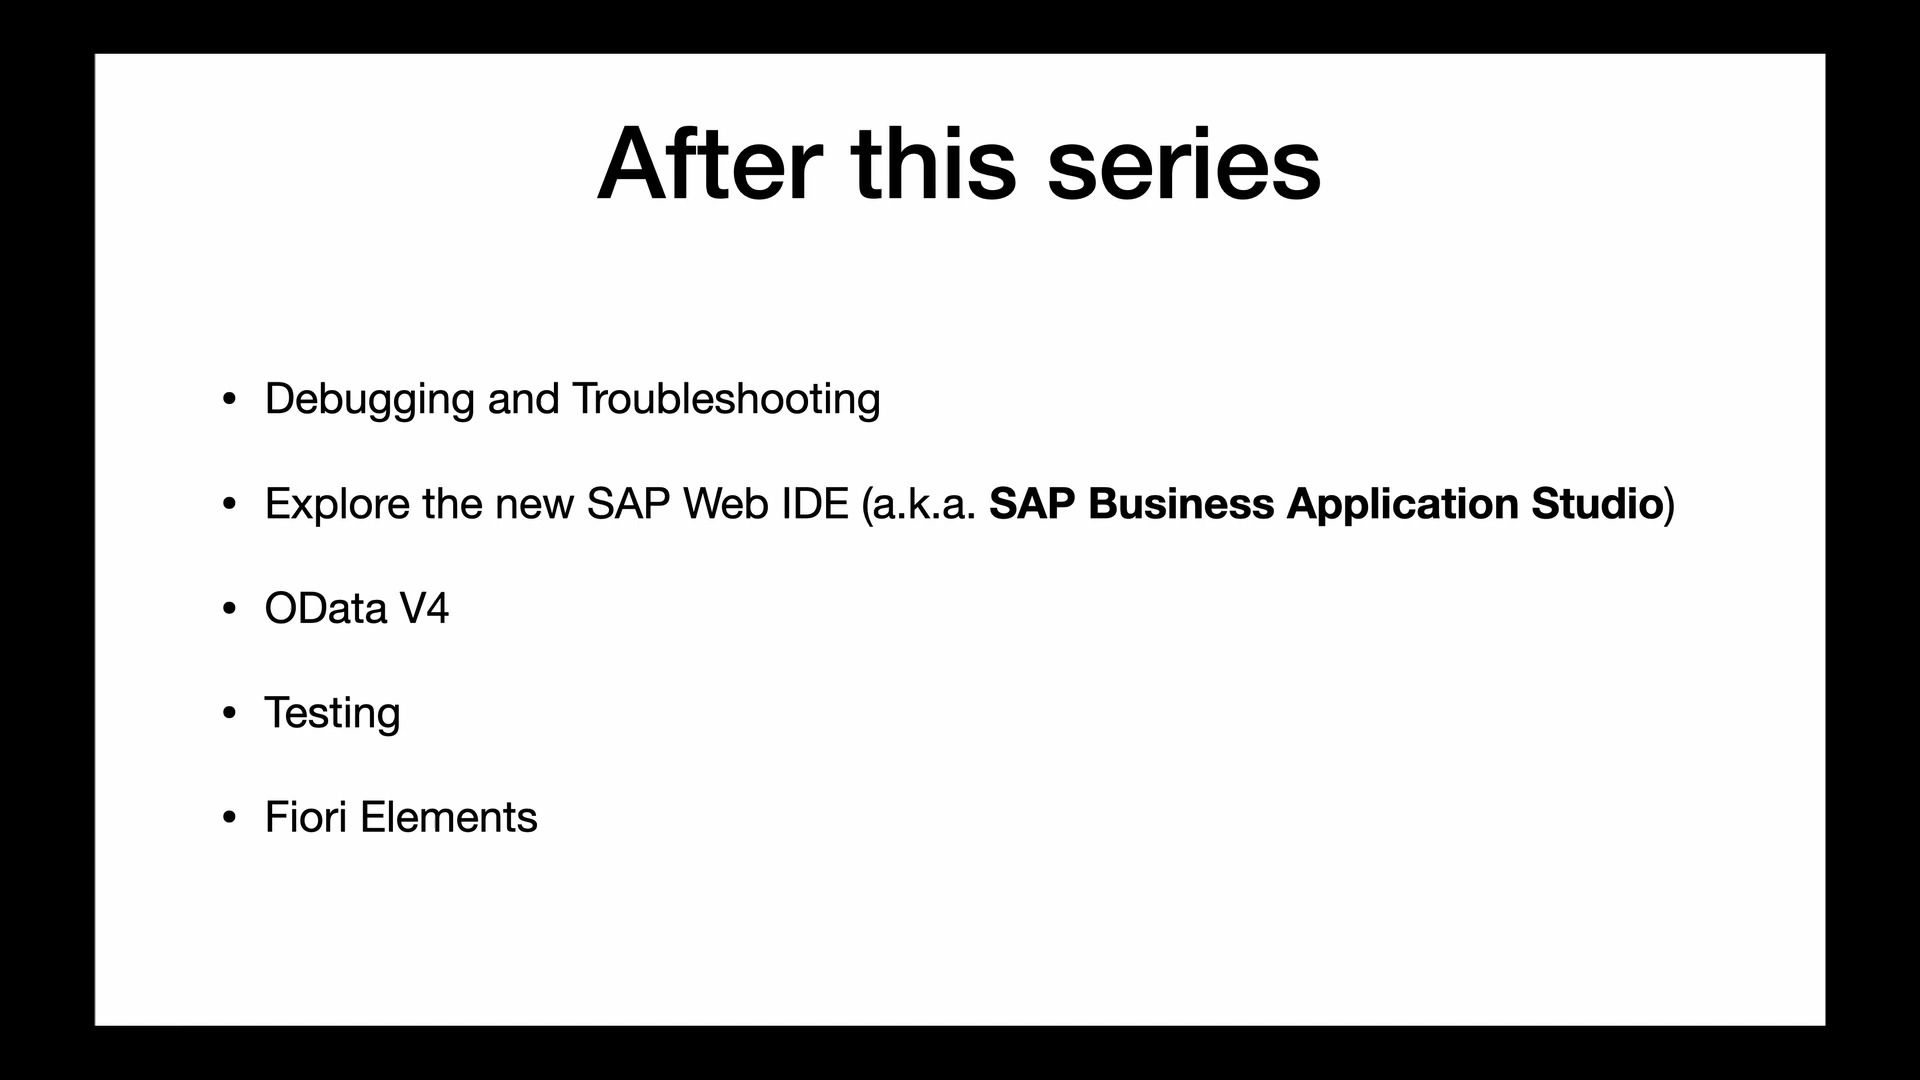 After this series
• Debugging and Troubleshooting
• Explore the new SAP Web IDE (a.k.a. SAP Business Application Studio)
• OData V4
• Testing
• Fiori Elements